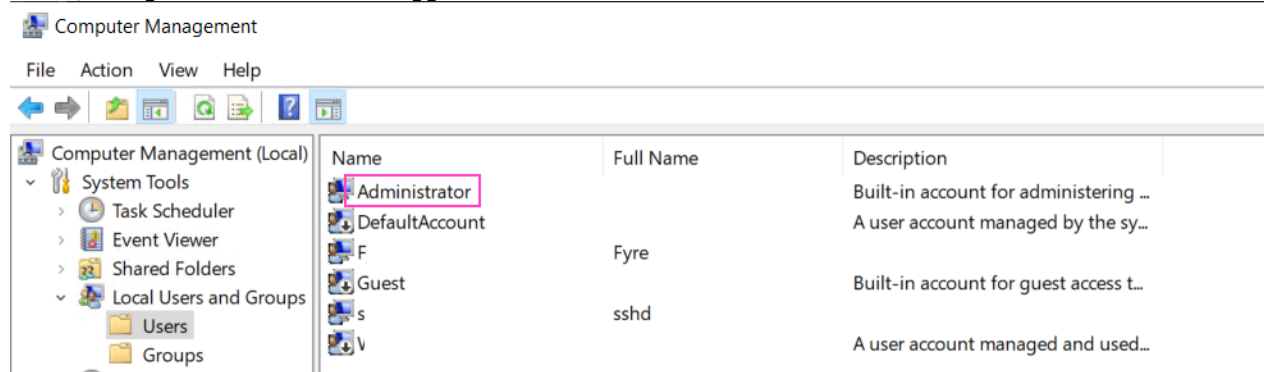 Computer Management
File Action View Help
Computer Management (Local)
System Tools
Task Scheduler
Event Viewer
Shared Folders
Local Users and Groups
Users
Groups
Name Full Name Description
Administrator Built-in account for administering ...
DefaultAccount A user account managed by the sy...
F Fyre
Guest Built-in account for guest access t...
s sshd
A user account managed and used...